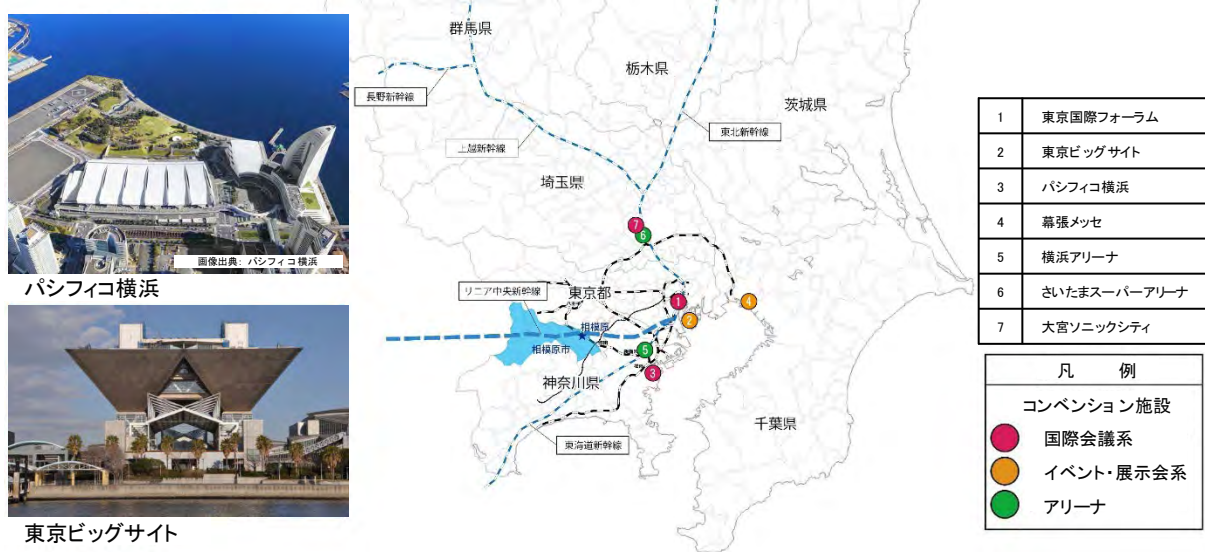 画像出典: パシフィコ横浜
パシフィコ横浜
東京ビッグサイト
群馬県
栃木県
茨城県
長野新幹線
上越新幹線
東北新幹線
埼玉県
7
6
リニア中央新幹線
東京都
1
4
2
相模原
相模原市
5
3
神奈川県
千葉県
東海道新幹線
1 東京国際フォーラム
2 東京ビッグサイト
3 パシフィコ横浜
4 幕張メッセ
5 横浜アリーナ
6 さいたまスーパーアリーナ
7 大宮ソニックシティ
凡 例
コンベンション施設
国際会議系
イベント・展示会系
アリーナ